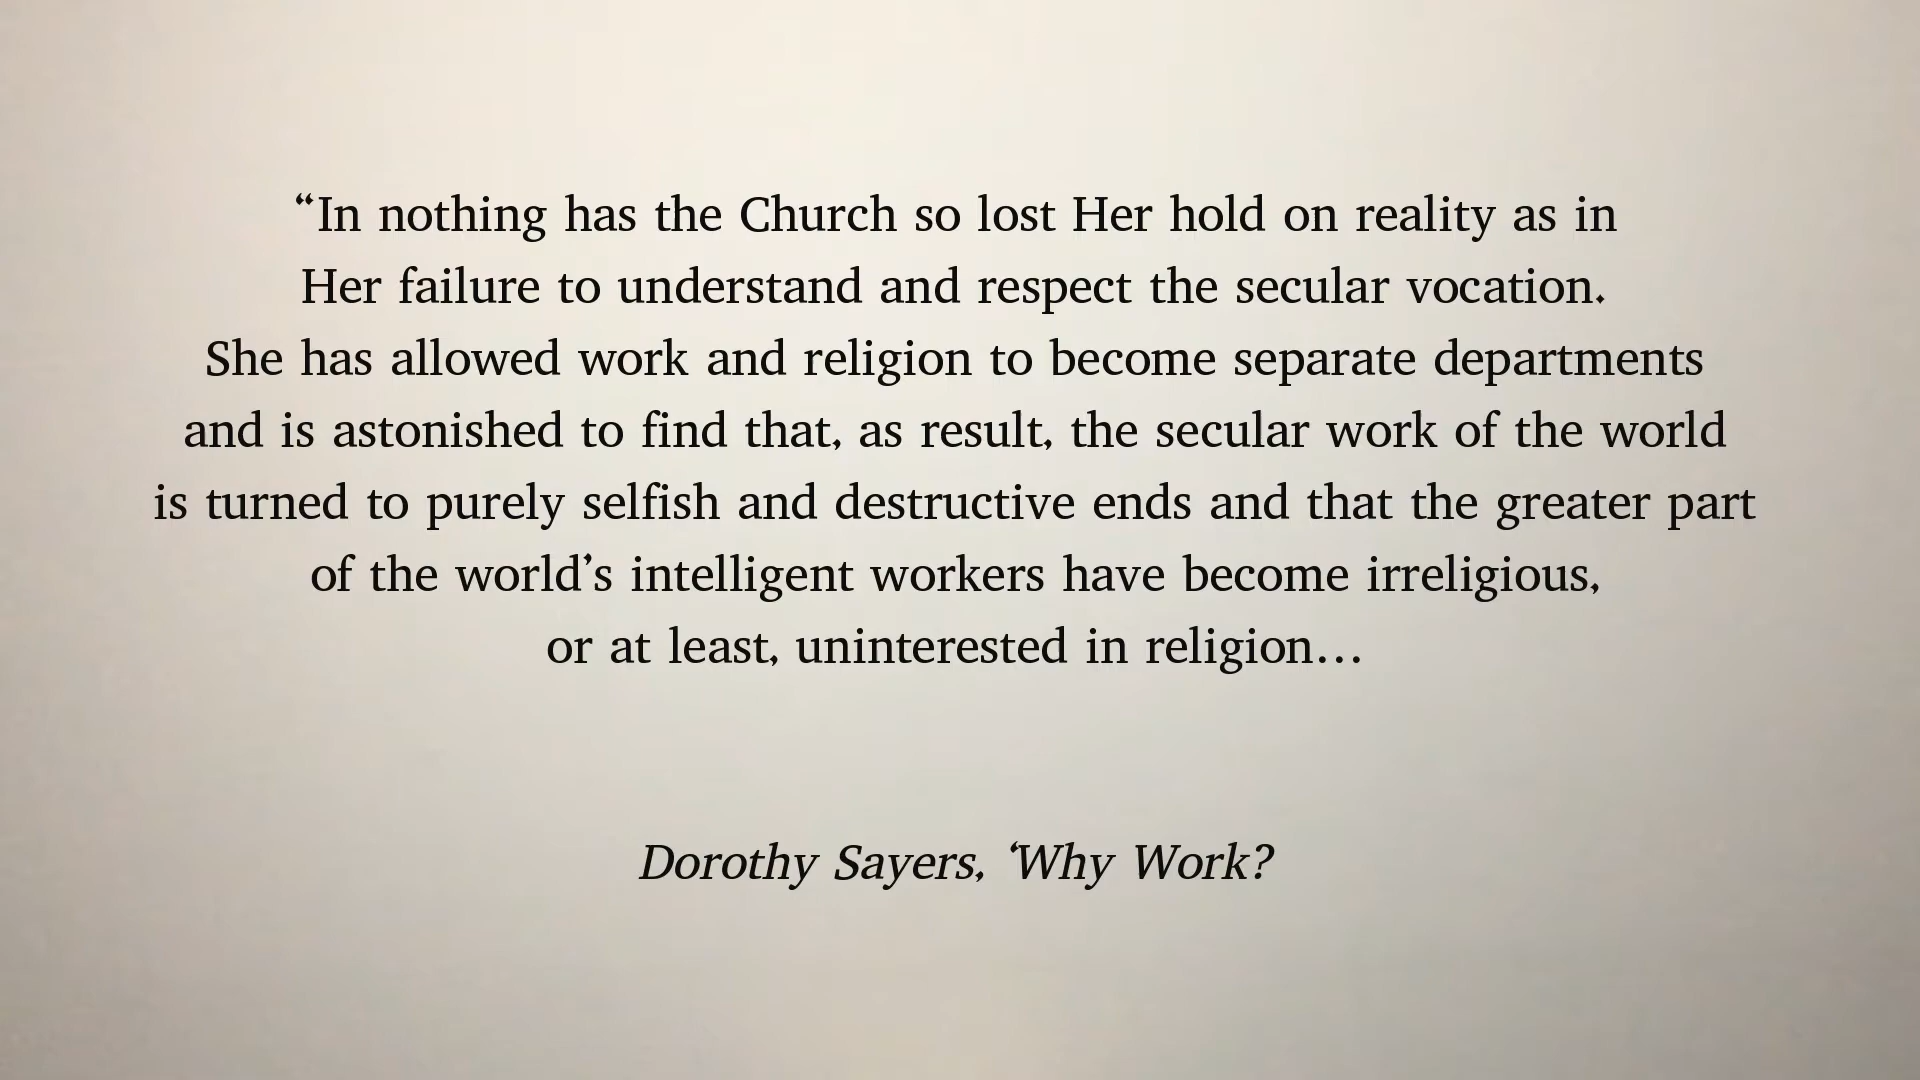 “In nothing has the Church so lost Her hold on reality as in
Her failure to understand and respect the secular vocation.
She has allowed work and religion to become separate departments
and is astonished to find that, as result, the secular work of the world
is turned to purely selfish and destructive ends and that the greater part
of the world’s intelligent workers have become irreligious,
or at least, uninterested in religion…
Dorothy Sayers, ‘Why Work?